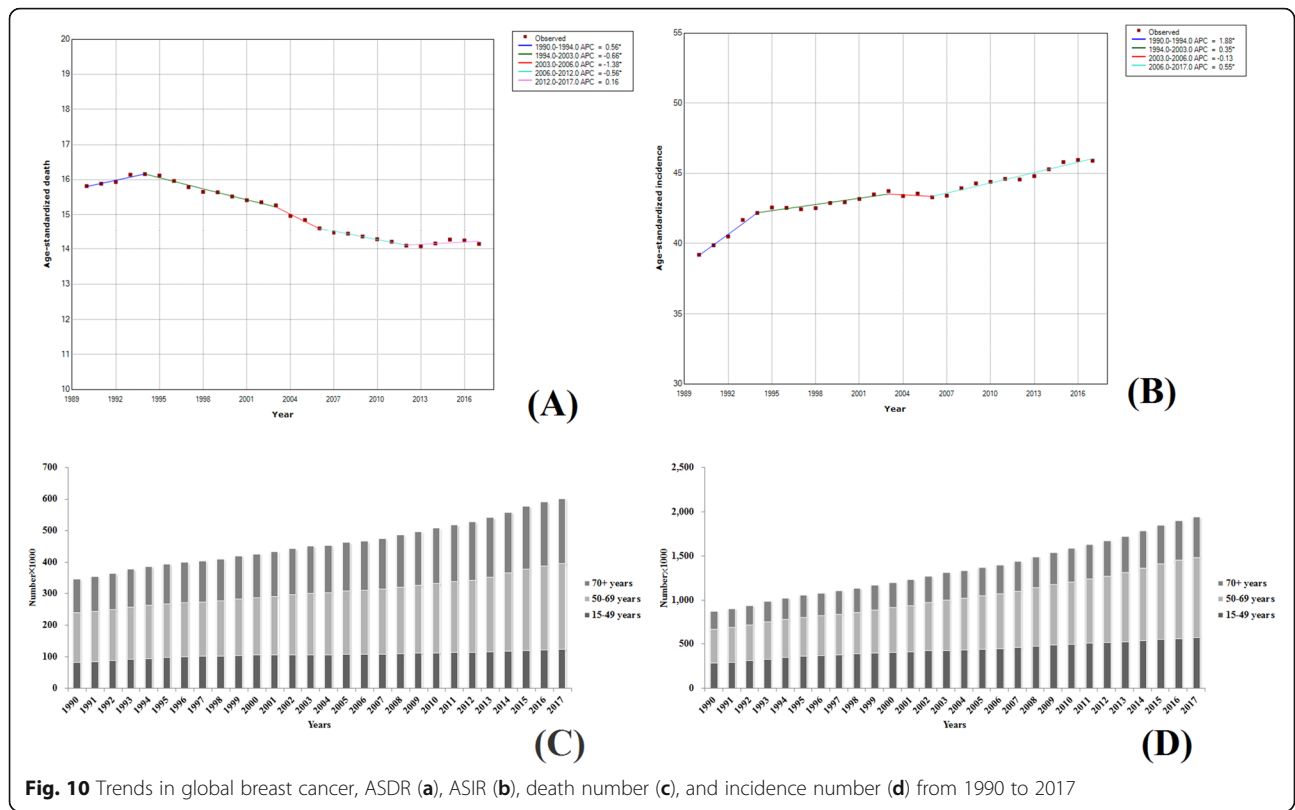 20
19
18
17
16
15
14
13
12
11
10
Age-standardized death
1989 1992 1995 1998 2001 2004 2007 2010 2013 2016
Year
Observed
1990.0-1994.0 APC = 0.56*
1994.0-2003.0 APC = -0.66*
2003.0-2006.0 APC = -1.38*
2006.0-2012.0 APC = -0.56*
2012.0-2017.0 APC = 0.16
(A)
55
50
45
40
35
30
Age-standardized incidence
1989 1992 1995 1998 2001 2004 2007 2010 2013 2016
Year
Observed
1990.0-1994.0 APC = 1.88*
1994.0-2003.0 APC = 0.35*
2003.0-2006.0 APC = -0.13
2006.0-2017.0 APC = 0.55*
(B)
700
600
500
400
300
200
100
0
Number×1000
1990 1991 1992 1993 1994 1995 1996 1997 1998 1999 2000 2001 2002 2003 2004 2005 2006 2007 2008 2009 2010 2011 2012 2013 2014 2015 2016 2017
Years
70+ years
50-69 years
15-49 years
(C)
2,500
2,000
1,500
1,000
500
0
Number×1000
1990 1991 1992 1993 1994 1995 1996 1997 1998 1999 2000 2001 2002 2003 2004 2005 2006 2007 2008 2009 2010 2011 2012 2013 2014 2015 2016 2017
Years
70+ years
50-69 years
15-49 years
(D)
Fig. 10 Trends in global breast cancer, ASDR (a), ASIR (b), death number (c), and incidence number (d) from 1990 to 2017